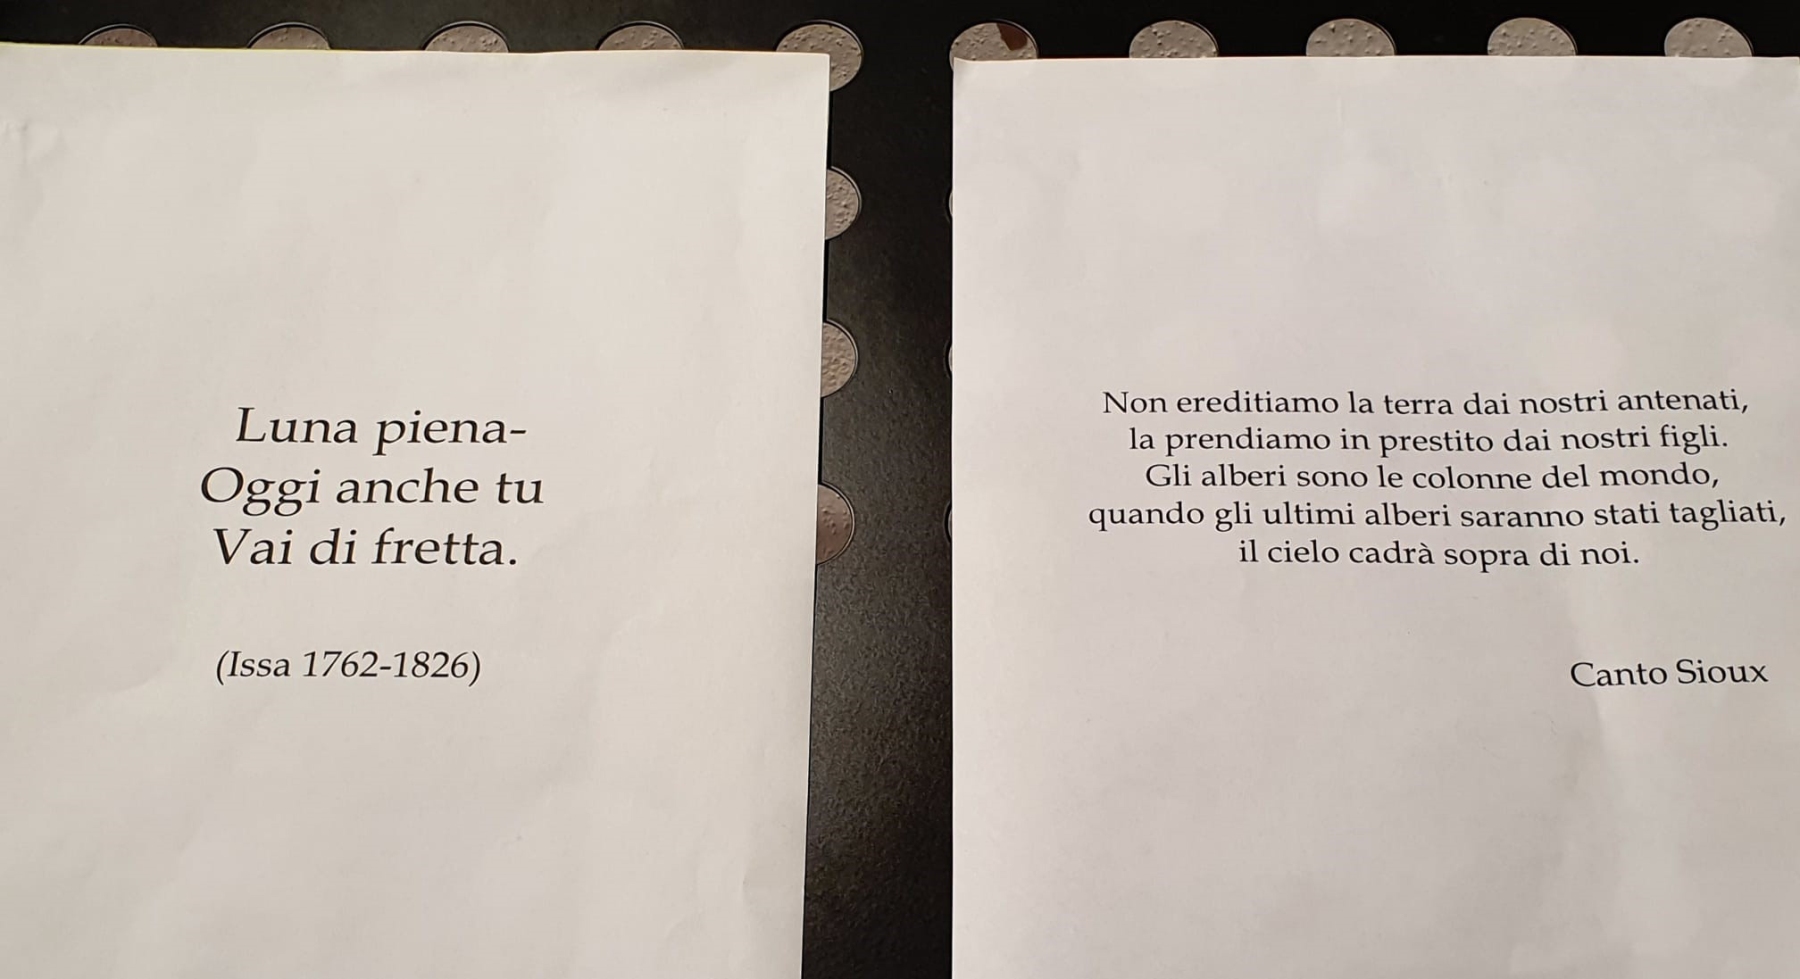 Luna piena-
Oggi anche tu
Vai di fretta.
(Issa 1762-1826)
Non ereditiamo la terra dai nostri antenati,
la prendiamo in prestito dai nostri figli.
Gli alberi sono le colonne del mondo,
quando gli ultimi alberi saranno stati tagliati,
il cielo cadrà sopra di noi.
Canto Sioux